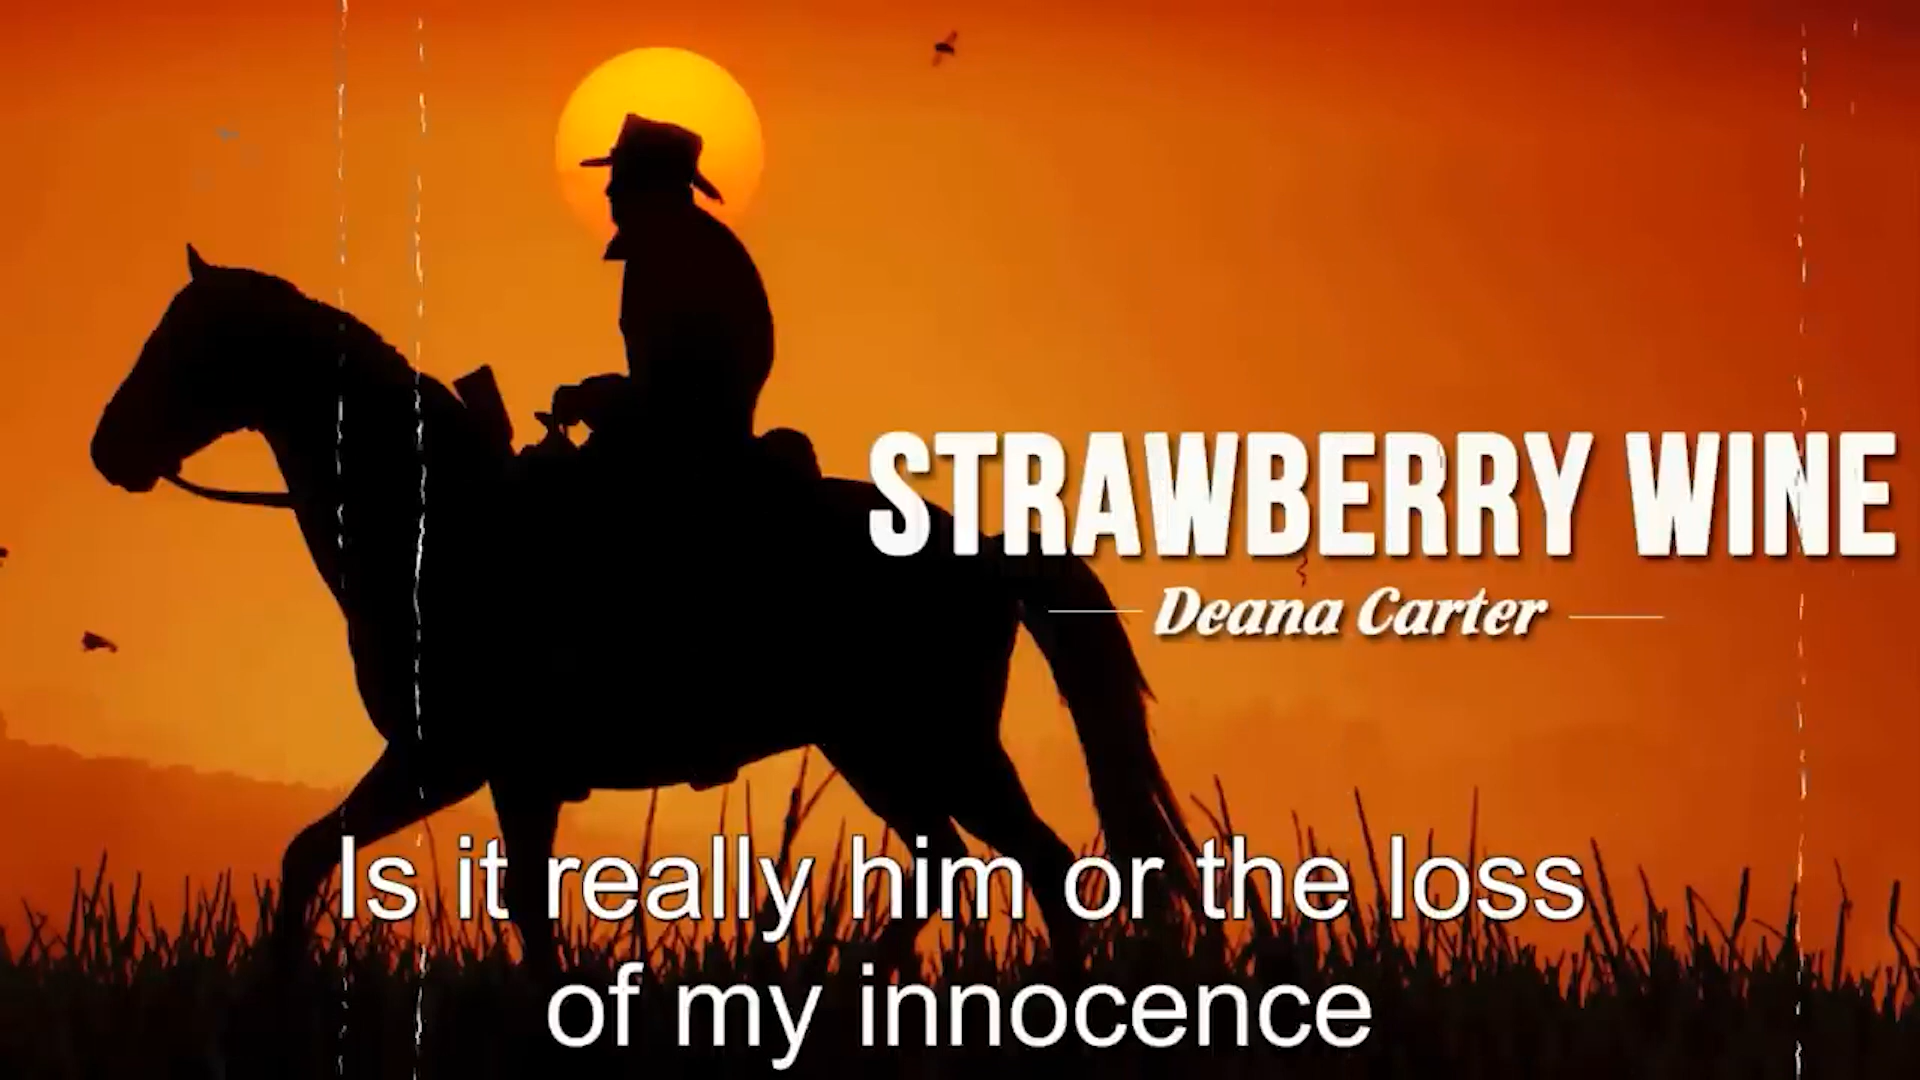 STRAWBERRY WINE
Deana Carter
Is it really him or the loss
of my innocence